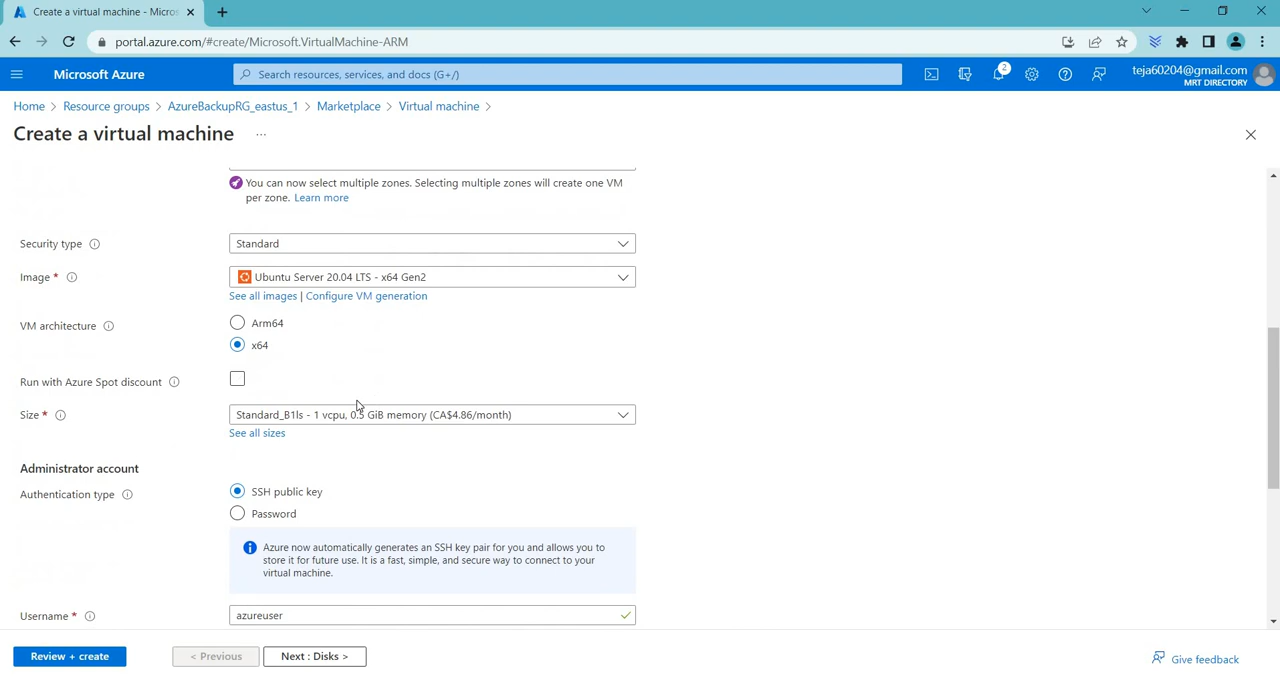 Create a virtual machine - Micros
portal.azure.com/#create/Microsoft.VirtualMachine-ARM
Microsoft Azure
Search resources, services, and docs (G+/)
2
teja60204@gmail.com
MRT DIRECTORY
Home > Resource groups > AzureBackupRG_eastus_1 > Marketplace > Virtual machine >
Create a virtual machine ...
You can now select multiple zones. Selecting multiple zones will create one VM
per zone. Learn more
Security type
Standard
Image *
Ubuntu Server 20.04 LTS - x64 Gen2
See all images | Configure VM generation
VM architecture
Arm64
x64
Run with Azure Spot discount
Size *
Standard_B1ls - 1 vcpu, 0.5 GiB memory (CA$4.86/month)
See all sizes
Administrator account
Authentication type
SSH public key
Password
Azure now automatically generates an SSH key pair for you and allows you to
store it for future use. It is a fast, simple, and secure way to connect to your
virtual machine.
Username *
azureuser
Review + create
< Previous
Next : Disks >
Give feedback